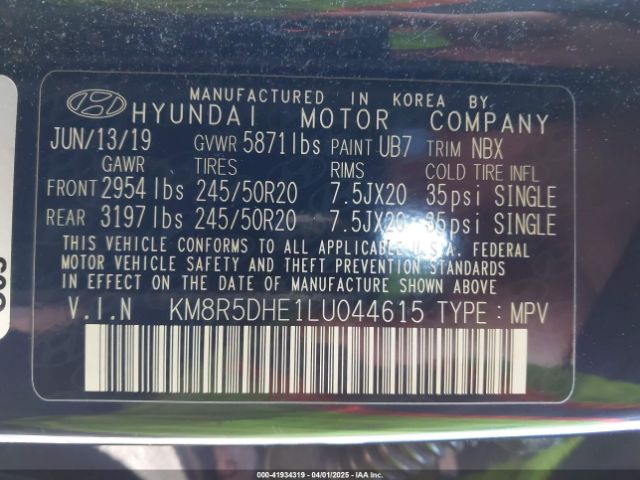 MANUFACTURED IN KOREA BY
HYUNDAI MOTOR COMPANY
JUN/13/19 GVWR 5871lbs PAINT UB7 TRIM NBX
GAWR TIRES RIMS COLD TIRE INFL
FRONT 2954 lbs 245/50R20 7.5JX20 35psi SINGLE
REAR 3197 lbs 245/50R20 7.5JX20 35psi SINGLE
THIS VEHICLE CONFORMS TO ALL APPLICABLE U.S.A. FEDERAL
MOTOR VEHICLE SAFETY AND THEFT PREVENTION STANDARDS
IN EFFECT ON THE DATE OF MANUFACTURE SHOWN ABOVE.
V.I.N KM8R5DHE1LU044615 TYPE : MPV
000-41934319 04/01/2025 IAAI.COM